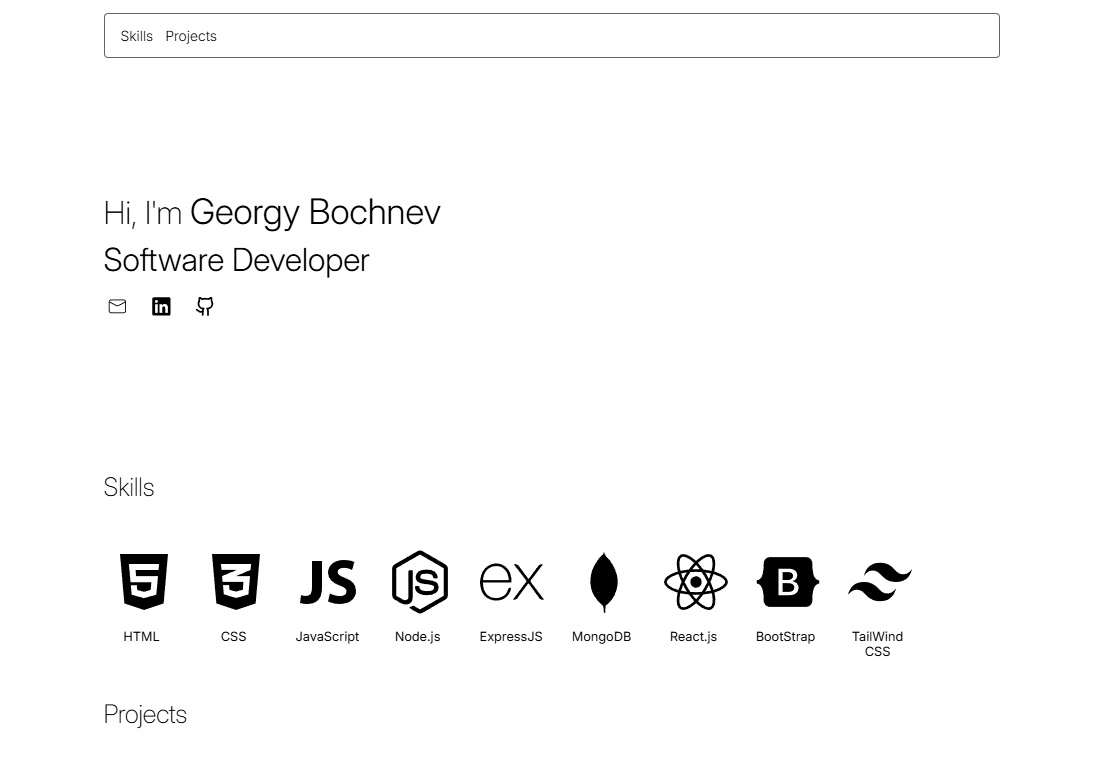 Skills Projects
Hi, I'm Georgy Bochnev
Software Developer
in
Skills
5 3 JS JS ex B
HTML CSS JavaScript Node.js ExpressJS MongoDB React.js BootStrap TailWind
CSS
Projects